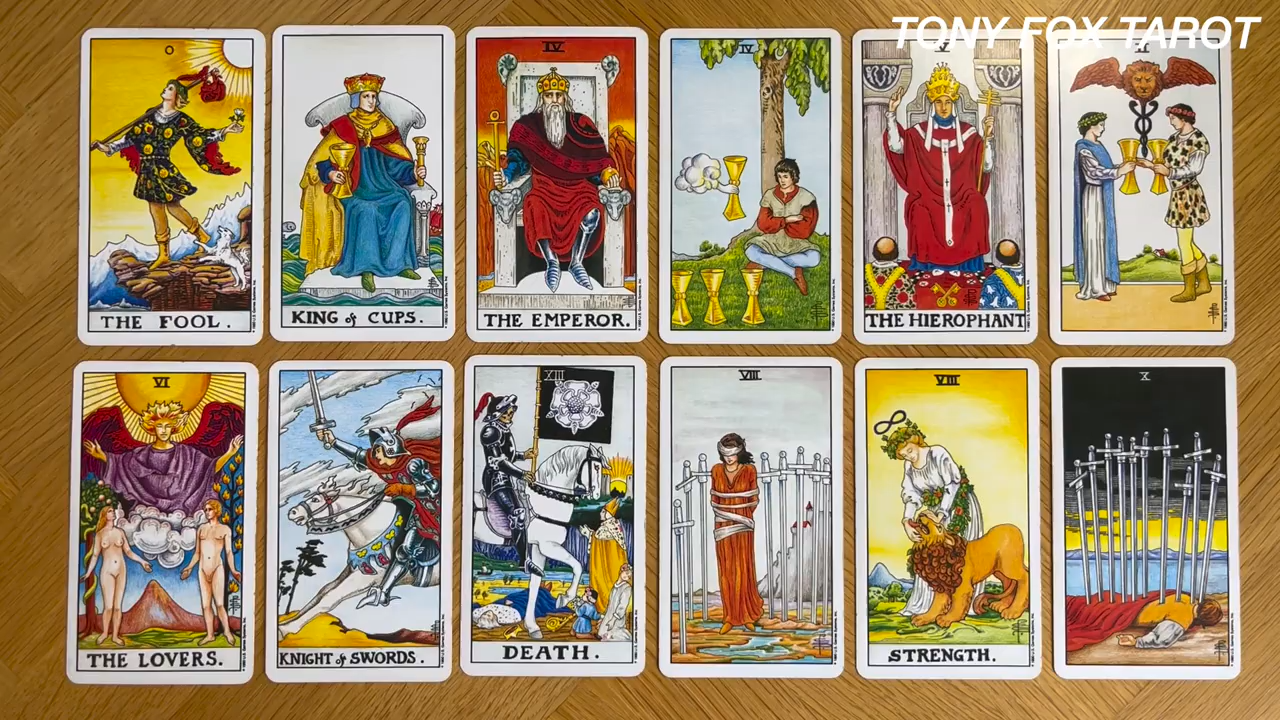 TONY FOX TAROT
0
THE FOOL.
KING of CUPS.
IV
THE EMPEROR.
IV
V
THE HIEROPHANT
VI
THE LOVERS.
KNIGHT of SWORDS.
XIII
DEATH.
VIII
VIII
STRENGTH.
X